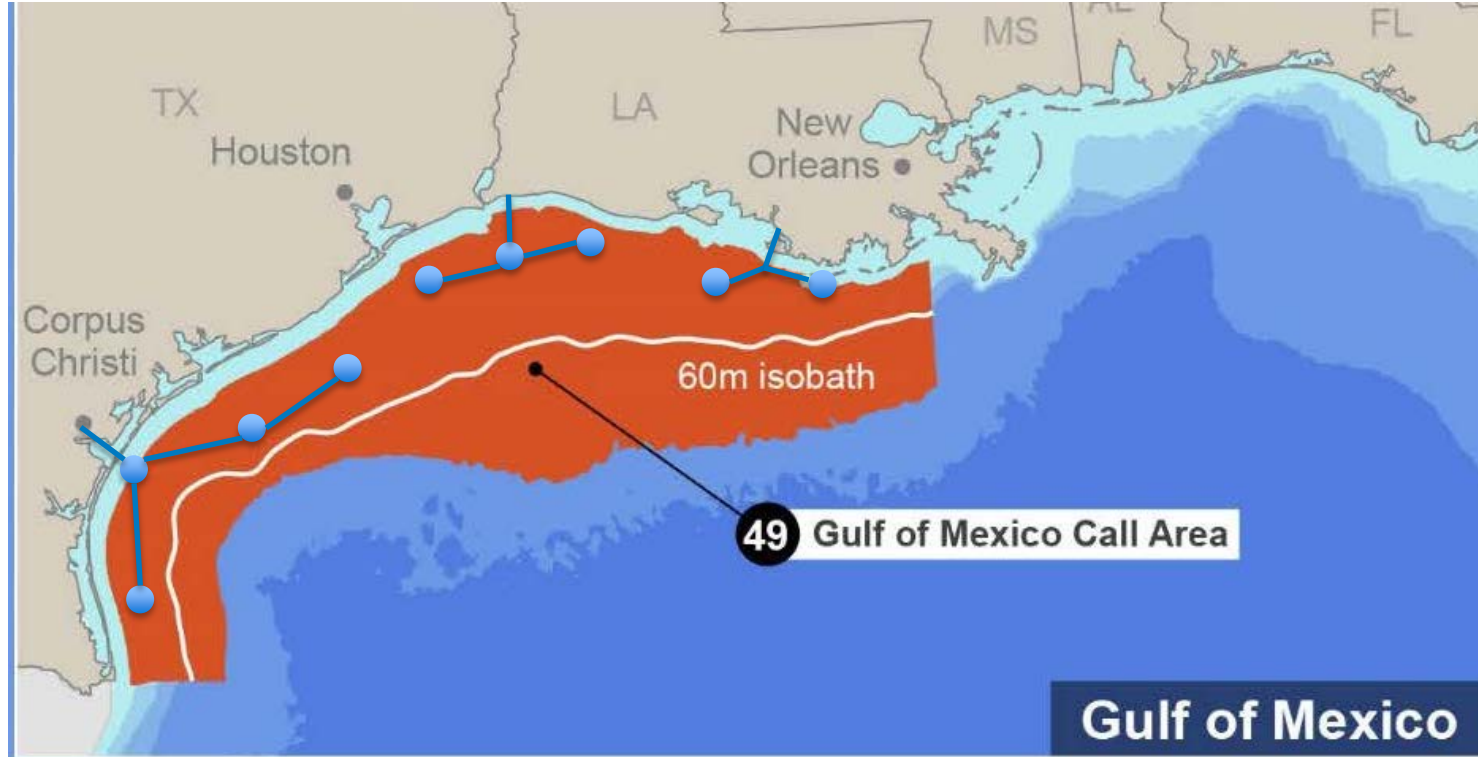 MS
AL
FL
TX
LA
Houston
New
Orleans
Corpus
Christi
60m isobath
49 Gulf of Mexico Call Area
Gulf of Mexico